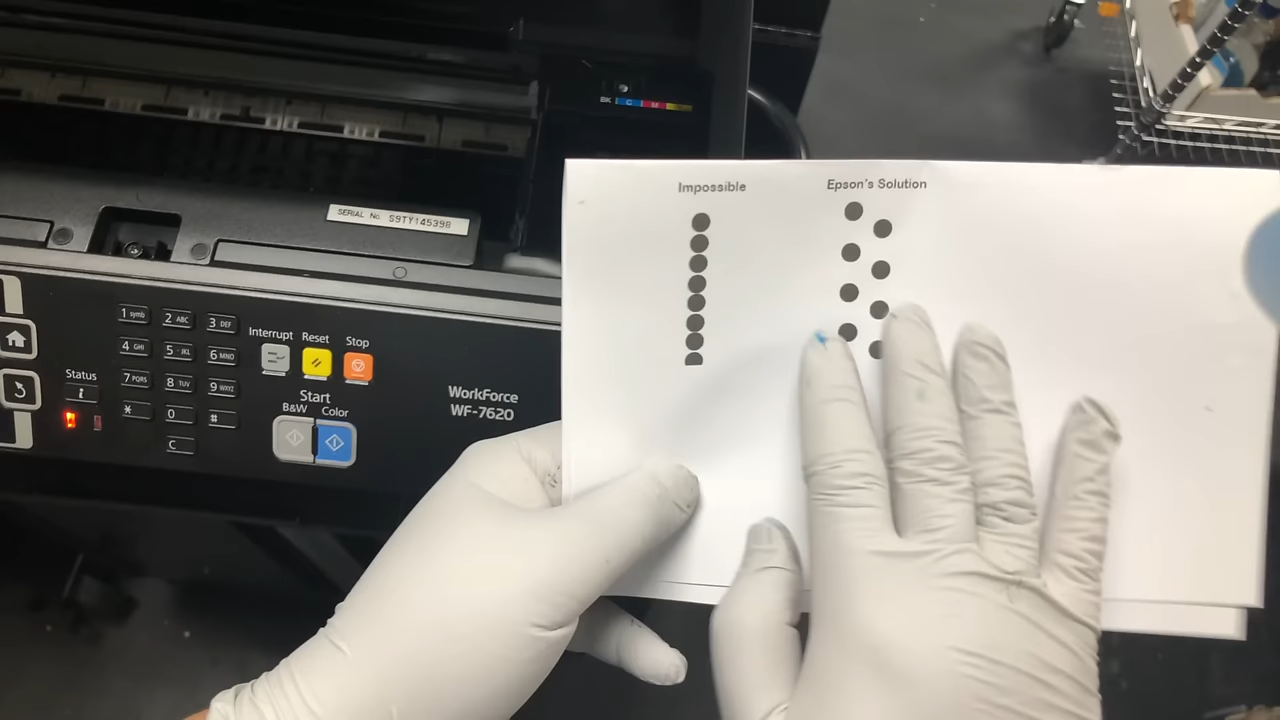 BK C M
SERIAL No. S9TY145398
Impossible
Epson's Solution
1 symb
2 ABC
3 DEF
4 GHI
5 JKL
6 MNO
7 PQRS
8 TUV
9 WXYZ
*
0
#
C
Status
i
Interrupt
Reset
Stop
Start
B&W
Color
WorkForce
WF-7620